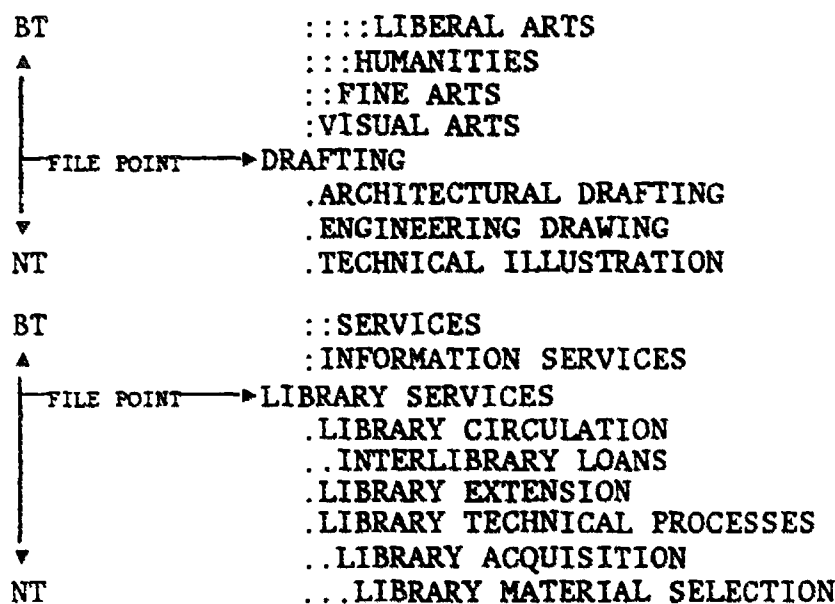 BT ::::LIBERAL ARTS
:::HUMANITIES
::FINE ARTS
:VISUAL ARTS
FILE POINT DRAFTING
.ARCHITECTURAL DRAFTING
.ENGINEERING DRAWING
NT .TECHNICAL ILLUSTRATION
BT ::SERVICES
:INFORMATION SERVICES
FILE POINT LIBRARY SERVICES
.LIBRARY CIRCULATION
..INTERLIBRARY LOANS
.LIBRARY EXTENSION
.LIBRARY TECHNICAL PROCESSES
..LIBRARY ACQUISITION
NT ...LIBRARY MATERIAL SELECTION